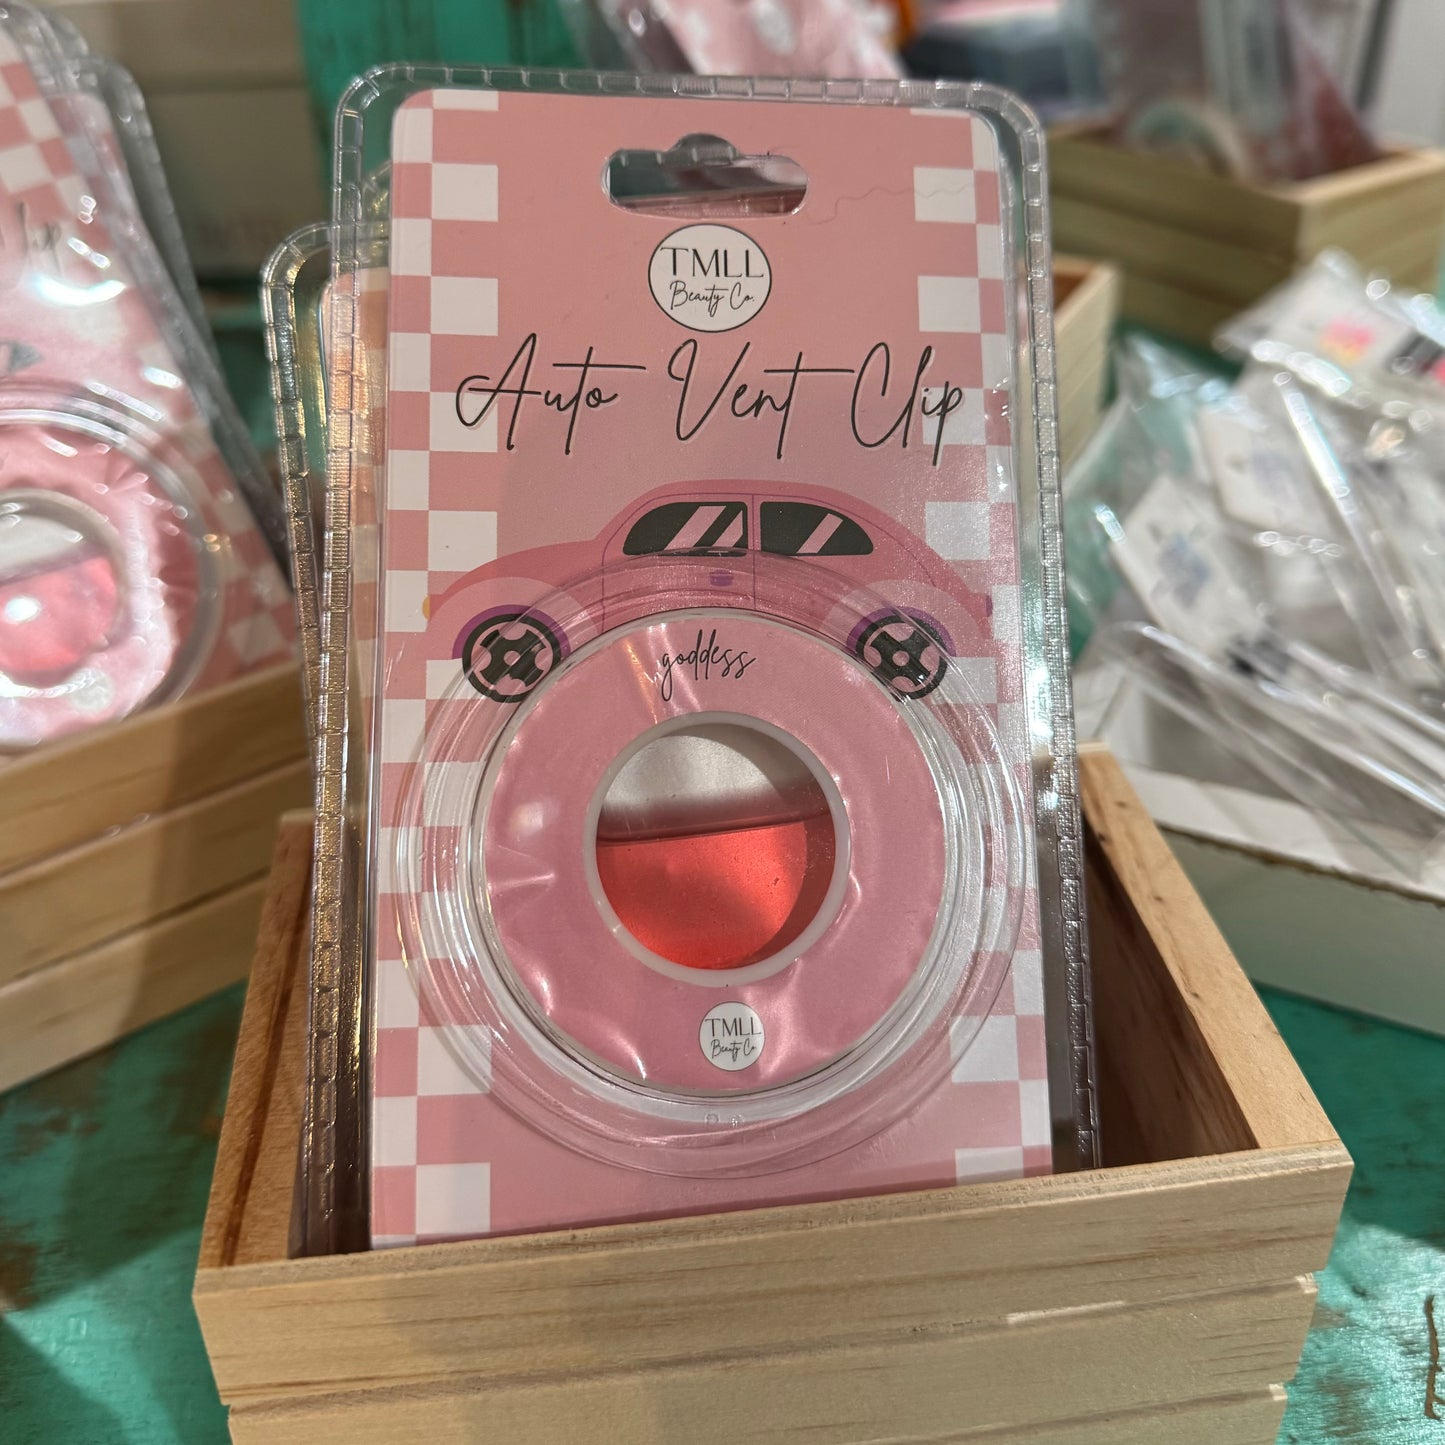 TMLL
Beauty Co.
Auto Vent Clip
goddess
TMLL
Beauty Co.